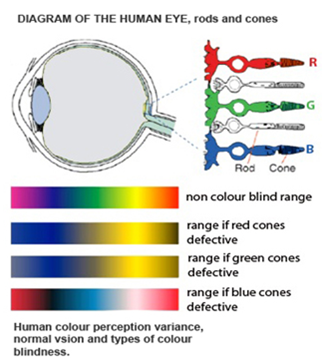 DIAGRAM OF THE HUMAN EYE, rods and cones
R
G
B
Rod Cone
non colour blind range
range if red cones
defective
range if green cones
defective
range if blue cones
defective
Human colour perception variance,
normal vsion and types of colour
blindness.